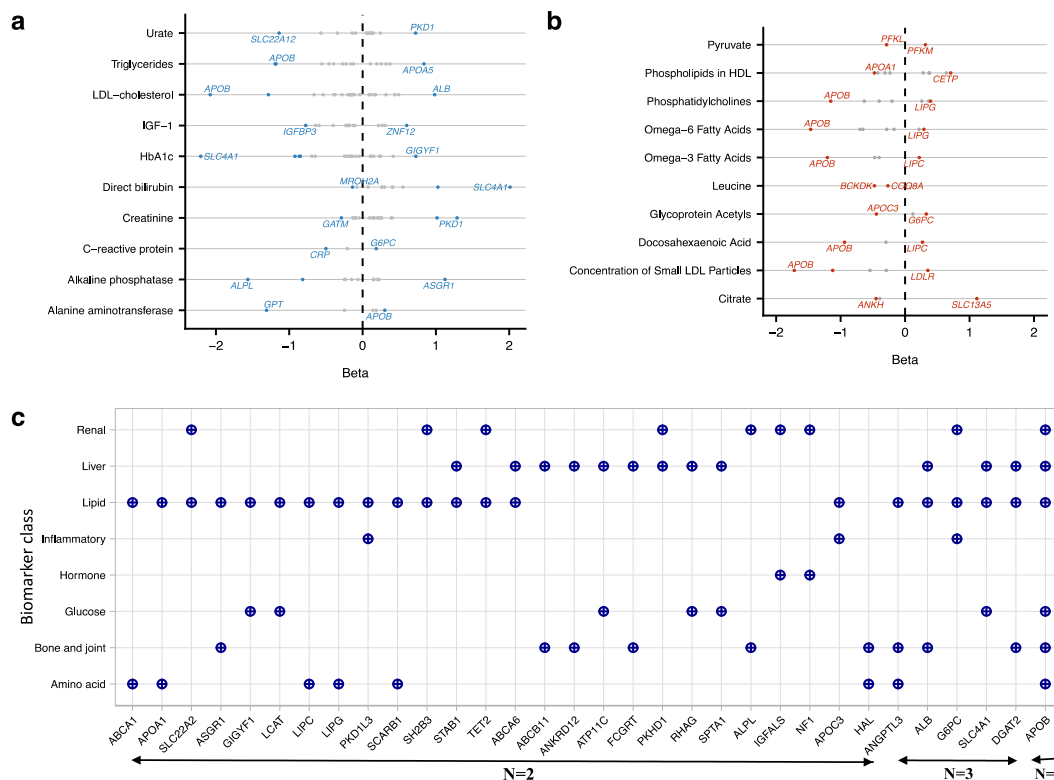 a
Urate
SLC22A12
PKD1
Triglycerides
APOB
APOA5
LDL−cholesterol
APOB
ALB
IGF−1
IGFBP3
ZNF12
HbA1c
SLC4A1
GIGYF1
Direct bilirubin
MROH2A
SLC4A1
Creatinine
GATM
PKD1
C−reactive protein
CRP
G6PC
Alkaline phosphatase
ALPL
ASGR1
Alanine aminotransferase
GPT
APOB
−2 −1 0 1 2
Beta
b
Pyruvate
PFKL
PFKM
Phospholipids in HDL
APOA1
CETP
Phosphatidylcholines
APOB
LIPG
Omega−6 Fatty Acids
APOB
LIPG
Omega−3 Fatty Acids
APOB
LIPC
Leucine
BCKDK
COQ8A
Glycoprotein Acetyls
APOC3
G6PC
Docosahexaenoic Acid
APOB
LIPC
Concentration of Small LDL Particles
APOB
LDLR
Citrate
ANKH
SLC13A5
−2 −1 0 1 2
Beta
c
Biomarker class
Renal
Liver
Lipid
Inflammatory
Hormone
Glucose
Bone and joint
Amino acid
ABCA1
APOA1
SLC22A2
ASGR1
GIGYF1
LCAT
LIPC
LIPG
PKD1L3
SCARB1
SH2B3
STAB1
TET2
ABCA6
ABCB11
ANKRD12
ATP11C
FCGRT
PKHD1
RHAG
SPTA1
ALPL
IGFALS
NF1
APOC3
HAL
ANGPTL3
ALB
G6PC
SLC4A1
DGAT2
APOB
N=2
N=3
N=